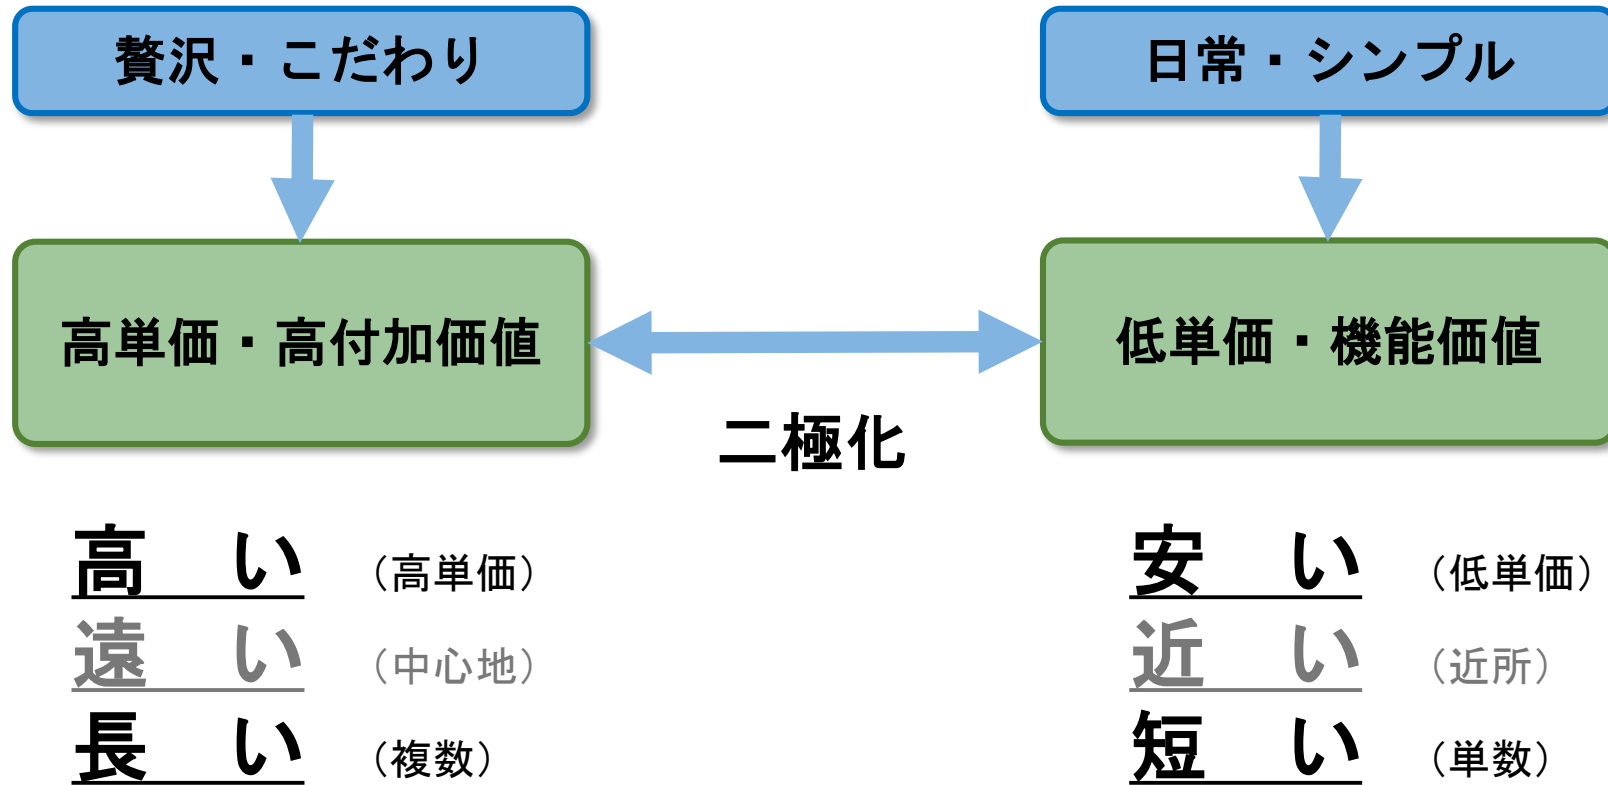 贅沢・こだわり
日常・シンプル
高単価・高付加価値
低単価・機能価値
二極化
高　い （高単価）
遠　い （中心地）
長　い （複数）
安　い （低単価）
近　い （近所）
短　い （単数）